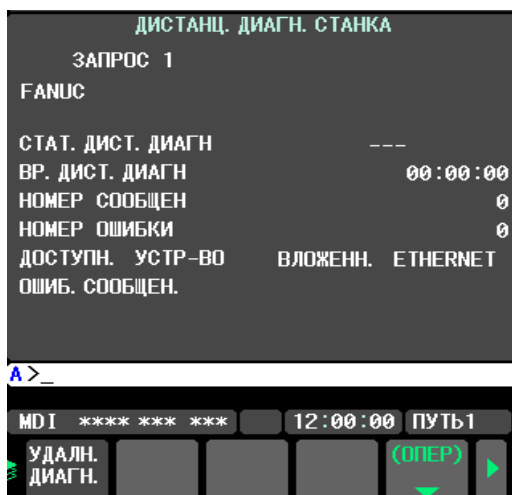 ДИСТАНЦ. ДИАГН. СТАНКА
ЗАПРОС 1
FANUC
СТАТ. ДИСТ. ДИАГН ---
ВР. ДИСТ. ДИАГН 00:00:00
НОМЕР СООБЩЕН 0
НОМЕР ОШИБКИ 0
ДОСТУПН. УСТР-ВО ВЛОЖЕНН. ETHERNET
ОШИБ. СООБЩЕН.
A>_
MDI **** *** *** 12:00:00 ПУТЬ1
УДАЛН. (ОПЕР)
ДИАГН.